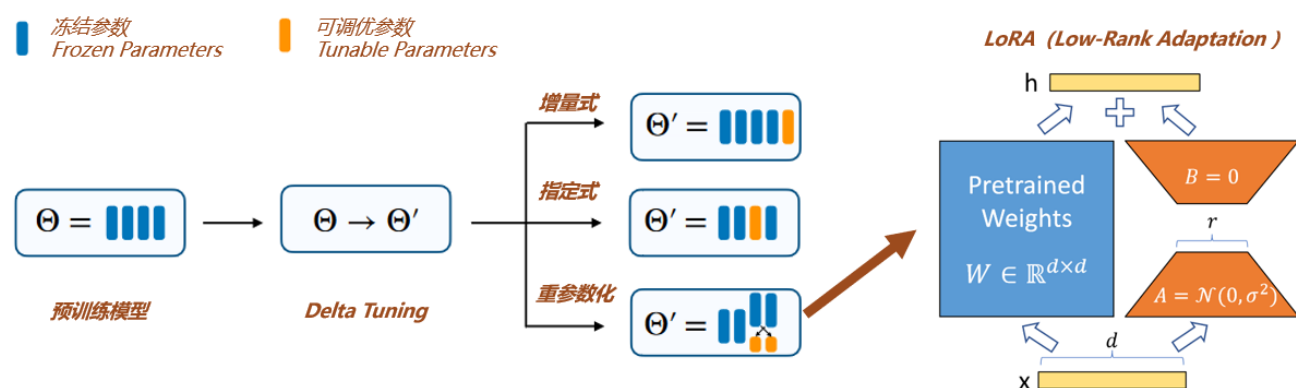 冻结参数
Frozen Parameters
可调优参数
Tunable Parameters
LoRA (Low-Rank Adaptation )
h
增量式
Θ′ =
Pretrained
Weights
W ∈ ℝ^{d×d}
B = 0
r
A = 𝒩(0, σ²)
Θ =
Θ → Θ′
指定式
Θ′ =
预训练模型
Delta Tuning
重参数化
Θ′ =
d
x